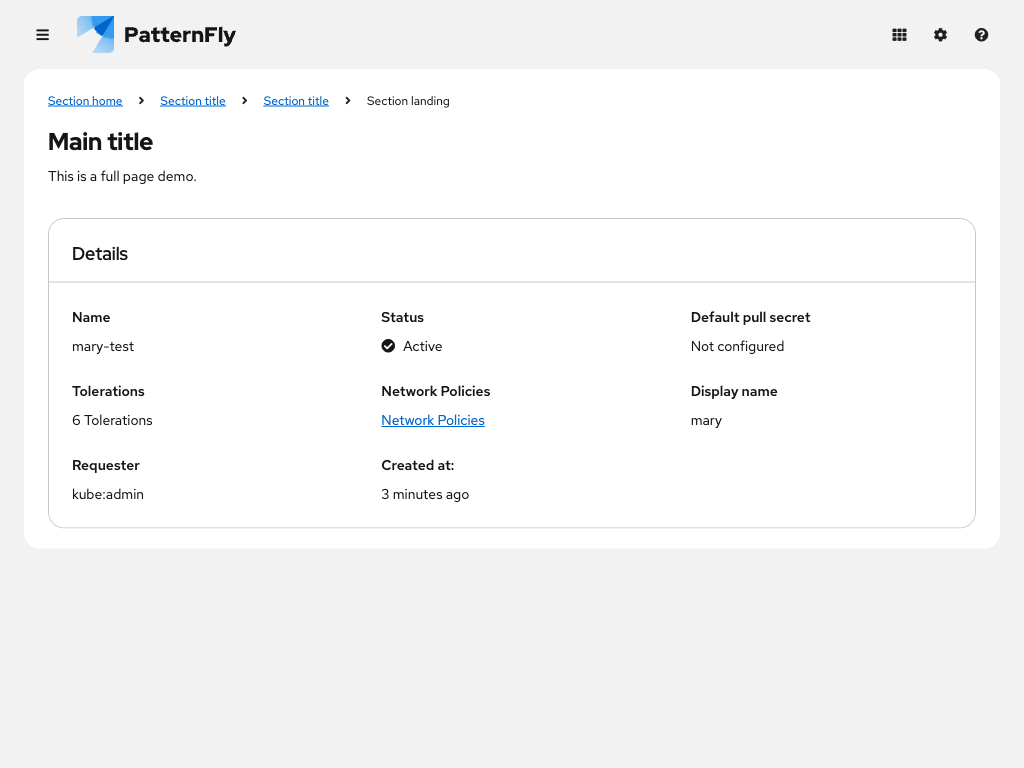 PatternFly
Section home Section title Section title Section landing
Main title
This is a full page demo.
Details
Name Status Default pull secret
mary-test Active Not configured
Tolerations Network Policies Display name
6 Tolerations Network Policies mary
Requester Created at:
kube:admin 3 minutes ago